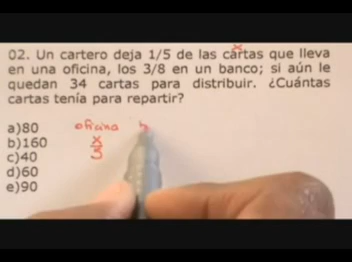 x
02. Un cartero deja 1/5 de las cartas que lleva
en una oficina, los 3/8 en un banco; si aún le
quedan 34 cartas para distribuir. ¿Cuántas
cartas tenía para repartir?
a)80 oficina
b)160 x
c)40 5
d)60
e)90